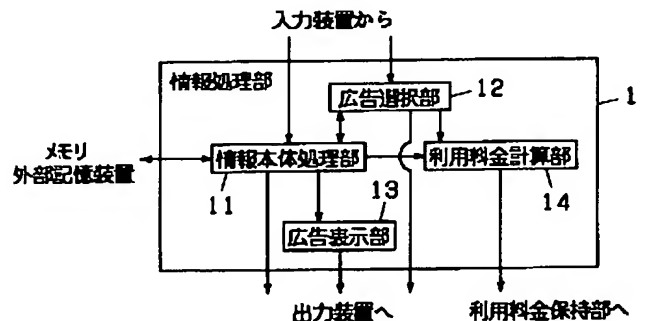 入力装置から
情報処理部
広告選択部
12
1
メモリ
外部記憶装置
情報本体処理部
利用料金計算部
11
13
14
広告表示部
出力装置へ
利用料金保持部へ